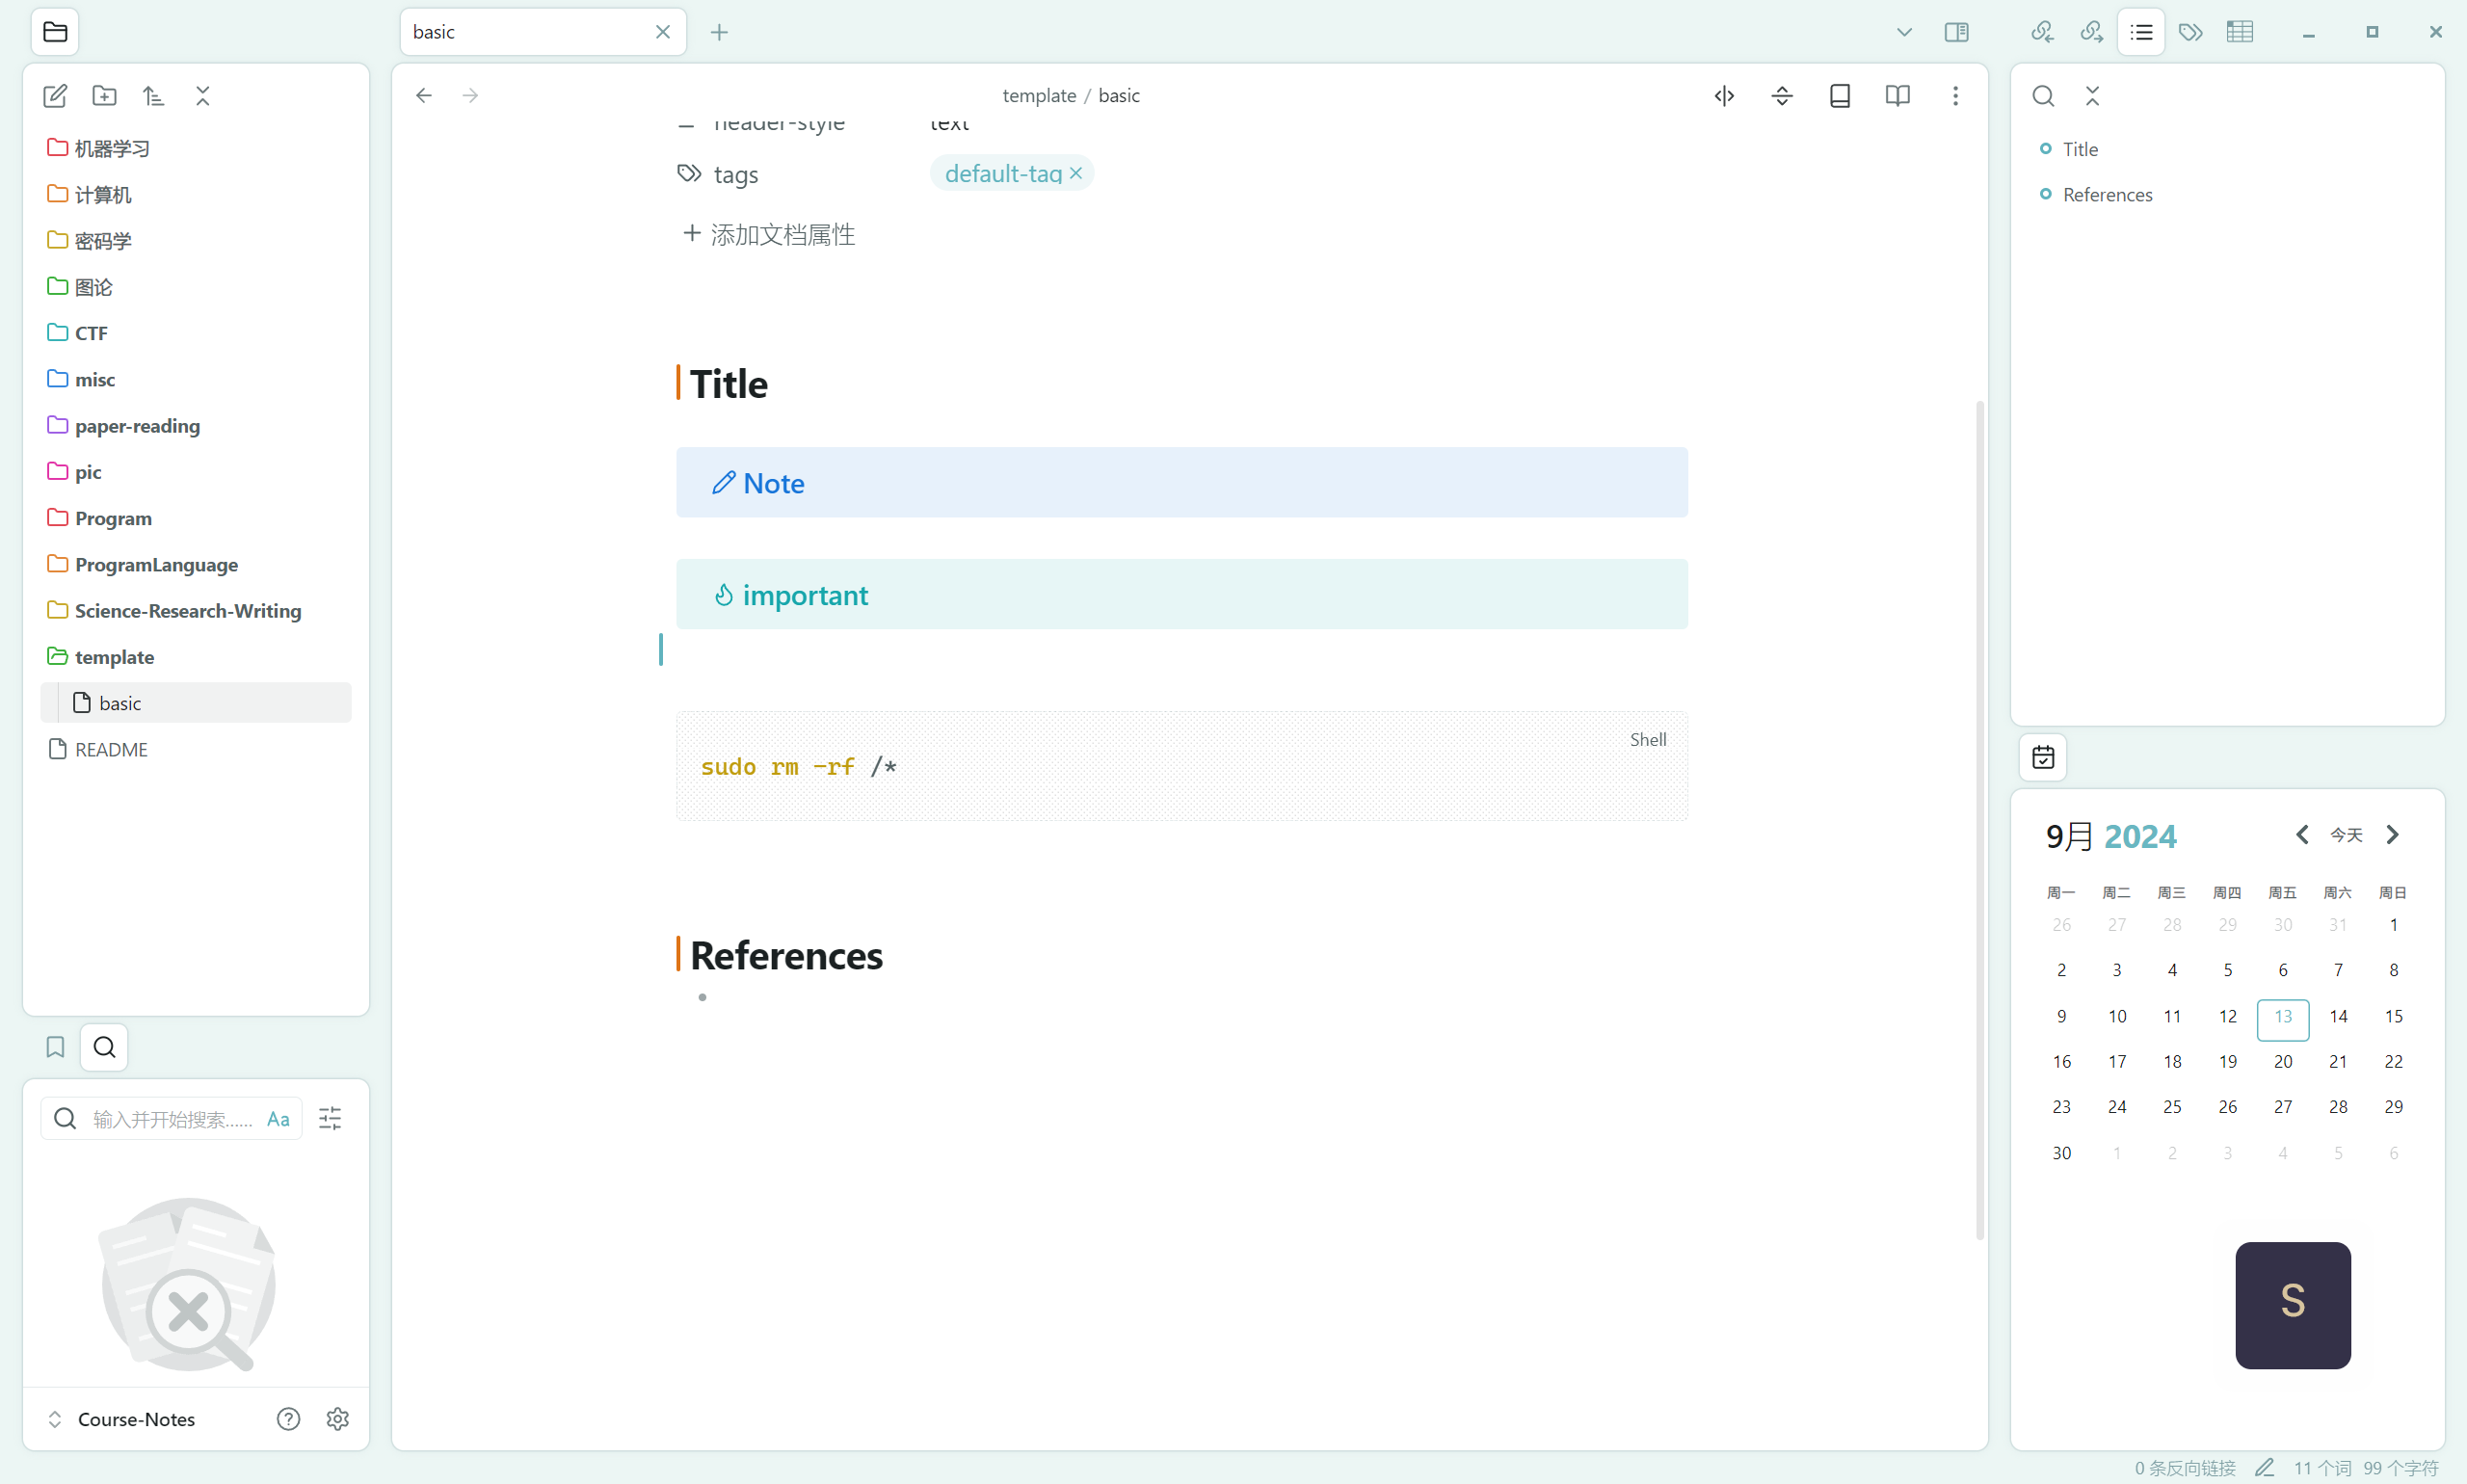 basic
template / basic
机器学习
计算机
密码学
图论
CTF
misc
paper-reading
pic
Program
ProgramLanguage
Science-Research-Writing
template
basic
README
输入并开始搜索...... Aa
Course-Notes
header-style text
tags default-tag
添加文档属性
Title
Note
important
Shell
sudo rm -rf /*
References
Title
References
9月 2024 今天
周一 周二 周三 周四 周五 周六 周日
26 27 28 29 30 31 1
2 3 4 5 6 7 8
9 10 11 12 13 14 15
16 17 18 19 20 21 22
23 24 25 26 27 28 29
30 1 2 3 4 5 6
S
0 条反向链接 11 个词 99 个字符